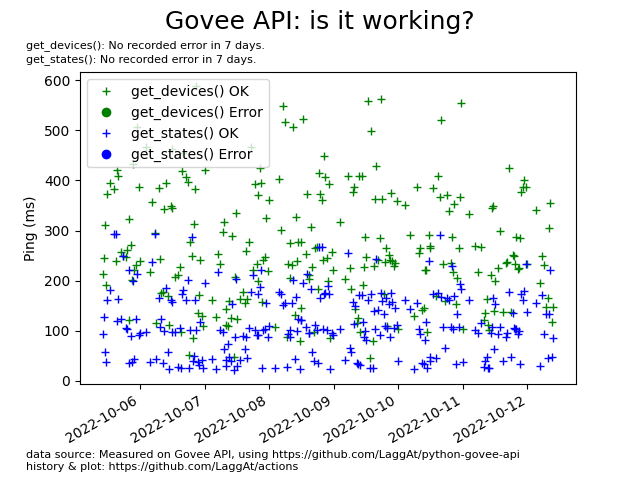 Govee API: is it working?
get_devices(): No recorded error in 7 days.
get_states(): No recorded error in 7 days.
600
500
400
300
200
100
0
Ping (ms)
get_devices() OK
get_devices() Error
get_states() OK
get_states() Error
2022-10-06
2022-10-07
2022-10-08
2022-10-09
2022-10-10
2022-10-11
2022-10-12
data source: Measured on Govee API, using https://github.com/LaggAt/python-govee-api
history & plot: https://github.com/LaggAt/actions